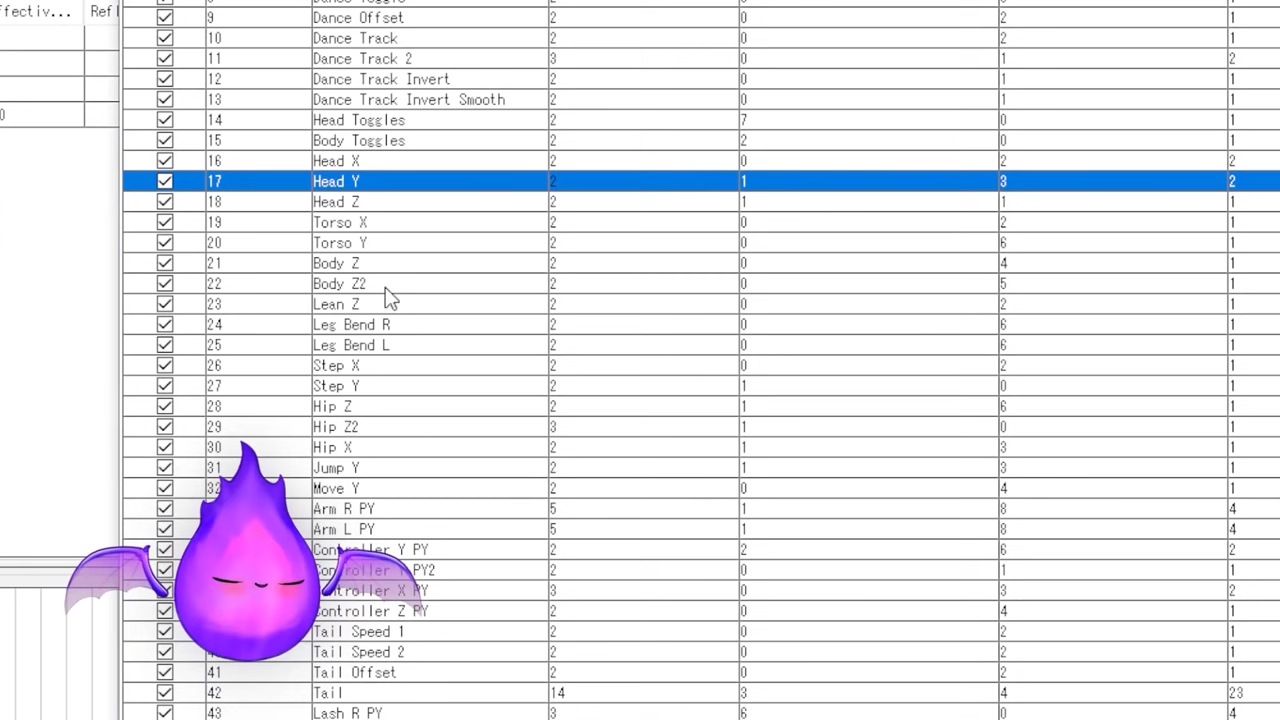 ffectiv... Refl
9 Dance Offset 2 0 2 1
10 Dance Track 2 0 2 1
11 Dance Track 2 3 0 1 2
12 Dance Track Invert 2 0 1 1
13 Dance Track Invert Smooth 2 0 1 1
0
14 Head Toggles 2 7 0 1
15 Body Toggles 2 2 0 1
16 Head X 2 0 2 2
17 Head Y 2 1 3 2
18 Head Z 2 1 1 1
19 Torso X 2 0 2 1
20 Torso Y 2 0 6 1
21 Body Z 2 0 4 1
22 Body Z2 2 0 5 1
23 Lean Z 2 0 2 1
24 Leg Bend R 2 0 6 1
25 Leg Bend L 2 0 6 1
26 Step X 2 0 2 1
27 Step Y 2 1 0 1
28 Hip Z 2 1 6 1
29 Hip Z2 3 1 0 1
30 Hip X 2 1 3 1
31 Jump Y 2 1 3 1
32 Move Y 2 0 4 1
Arm R PY 5 1 8 4
Arm L PY 5 1 8 4
Controller Y PY 2 2 6 2
PY2 2 0 1 1
Controller X PY 3 0 3 2
Controller Z PY 2 0 4 1
Tail Speed 1 2 0 2 1
Tail Speed 2 2 0 2 1
41 Tail Offset 2 0 2 1
42 Tail 14 3 4 23
43 Lash R PY 3 6 0 4